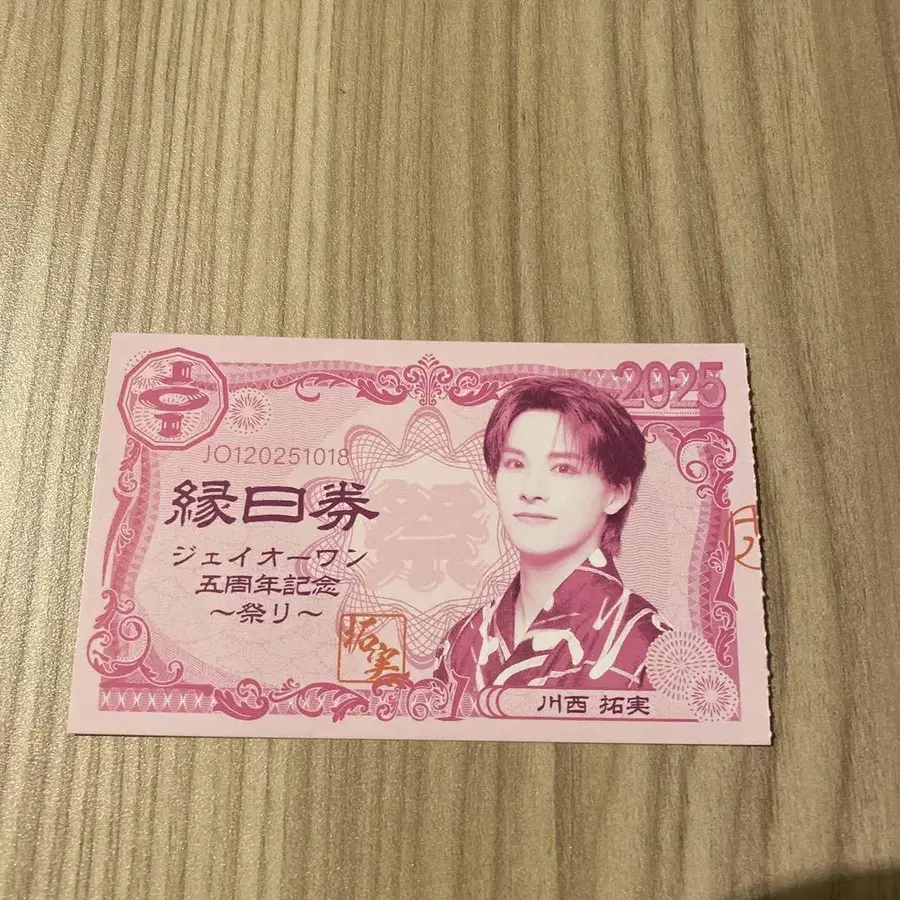 2025
JO120251018
縁日券
ジェイオーワン
五周年記念
～祭り～
祭
拓実
川西 拓実